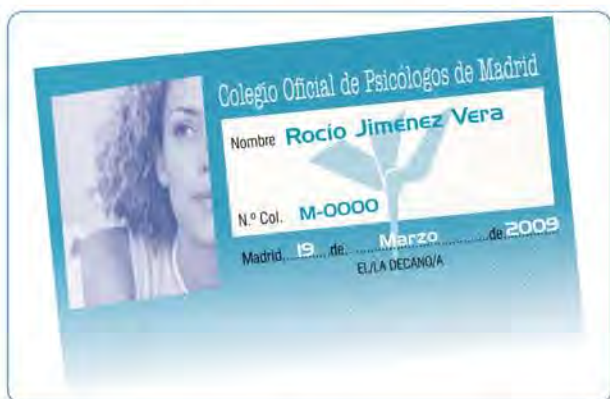 Colegio Oficial de Psicólogos de Madrid
Nombre Rocío Jiménez Vera
N.º Col. M-0000
Madrid, 19 de Marzo de 2009
EL/LA DECANO/A